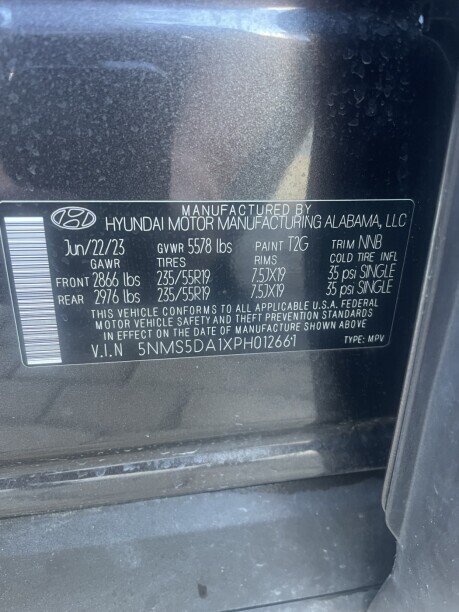 MANUFACTURED BY
HYUNDAI MOTOR MANUFACTURING ALABAMA, LLC
Jun/22/23 GVWR 5578 lbs PAINT T2G TRIM NNB
GAWR TIRES RIMS COLD TIRE INFL
FRONT 2866 lbs 235/55R19 7.5JX19 35 psi SINGLE
REAR 2976 lbs 235/55R19 7.5JX19 35 psi SINGLE
THIS VEHICLE CONFORMS TO ALL APPLICABLE U.S.A. FEDERAL
MOTOR VEHICLE SAFETY AND THEFT PREVENTION STANDARDS
IN EFFECT ON THE DATE OF MANUFACTURE SHOWN ABOVE.
V.I.N 5NMS5DA1XPH012661 TYPE: MPV